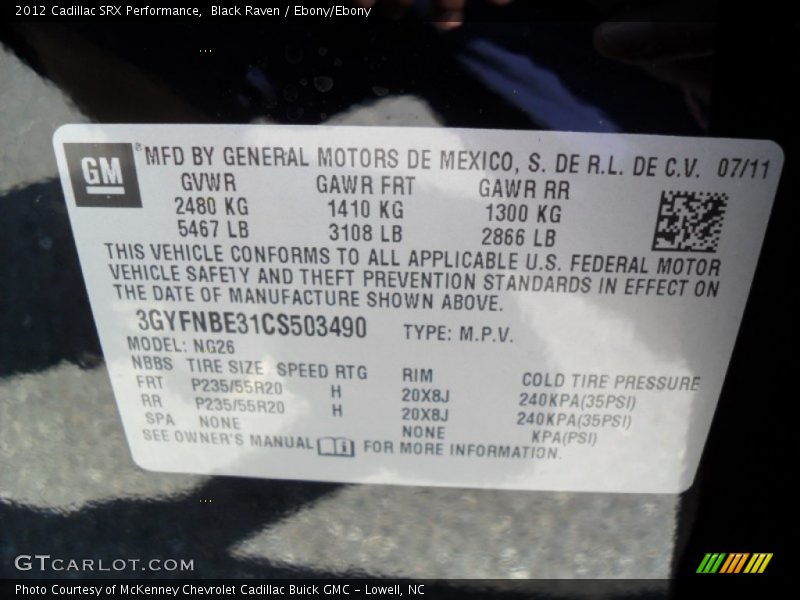 2012 Cadillac SRX Performance, Black Raven / Ebony/Ebony
GM ® MFD BY GENERAL MOTORS DE MEXICO, S. DE R.L. DE C.V. 07/11
GVWR GAWR FRT GAWR RR
2480 KG 1410 KG 1300 KG
5467 LB 3108 LB 2866 LB
THIS VEHICLE CONFORMS TO ALL APPLICABLE U.S. FEDERAL MOTOR
VEHICLE SAFETY AND THEFT PREVENTION STANDARDS IN EFFECT ON
THE DATE OF MANUFACTURE SHOWN ABOVE.
3GYFNBE31CS503490 TYPE: M.P.V.
MODEL: NG26
NBBS TIRE SIZE SPEED RTG RIM COLD TIRE PRESSURE
FRT P235/55R20 H 20X8J 240KPA(35PSI)
RR P235/55R20 H 20X8J 240KPA(35PSI)
SPA NONE NONE KPA(PSI)
SEE OWNER'S MANUAL FOR MORE INFORMATION.
GTCARLOT.COM
Photo Courtesy of McKenney Chevrolet Cadillac Buick GMC - Lowell, NC